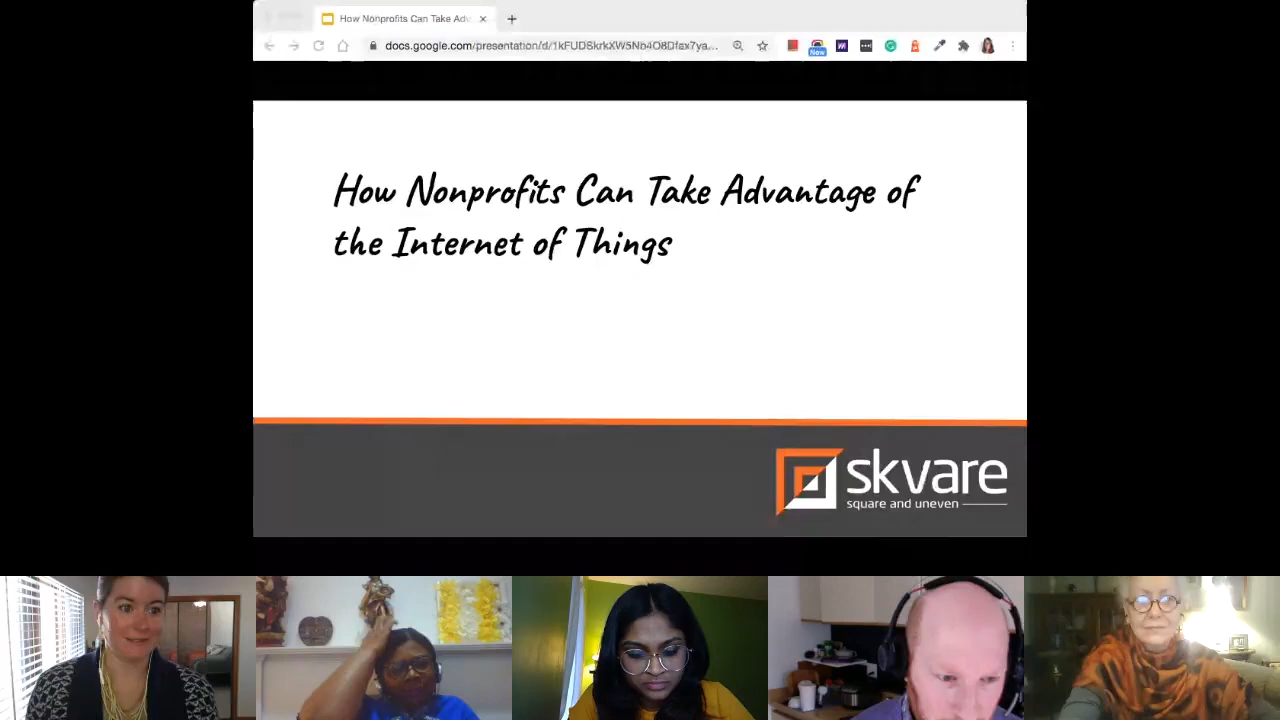 How Nonprofits Can Take Adv
docs.google.com/presentation/d/
New
How Nonprofits Can Take Advantage of
the Internet of Things
skvare
square and uneven